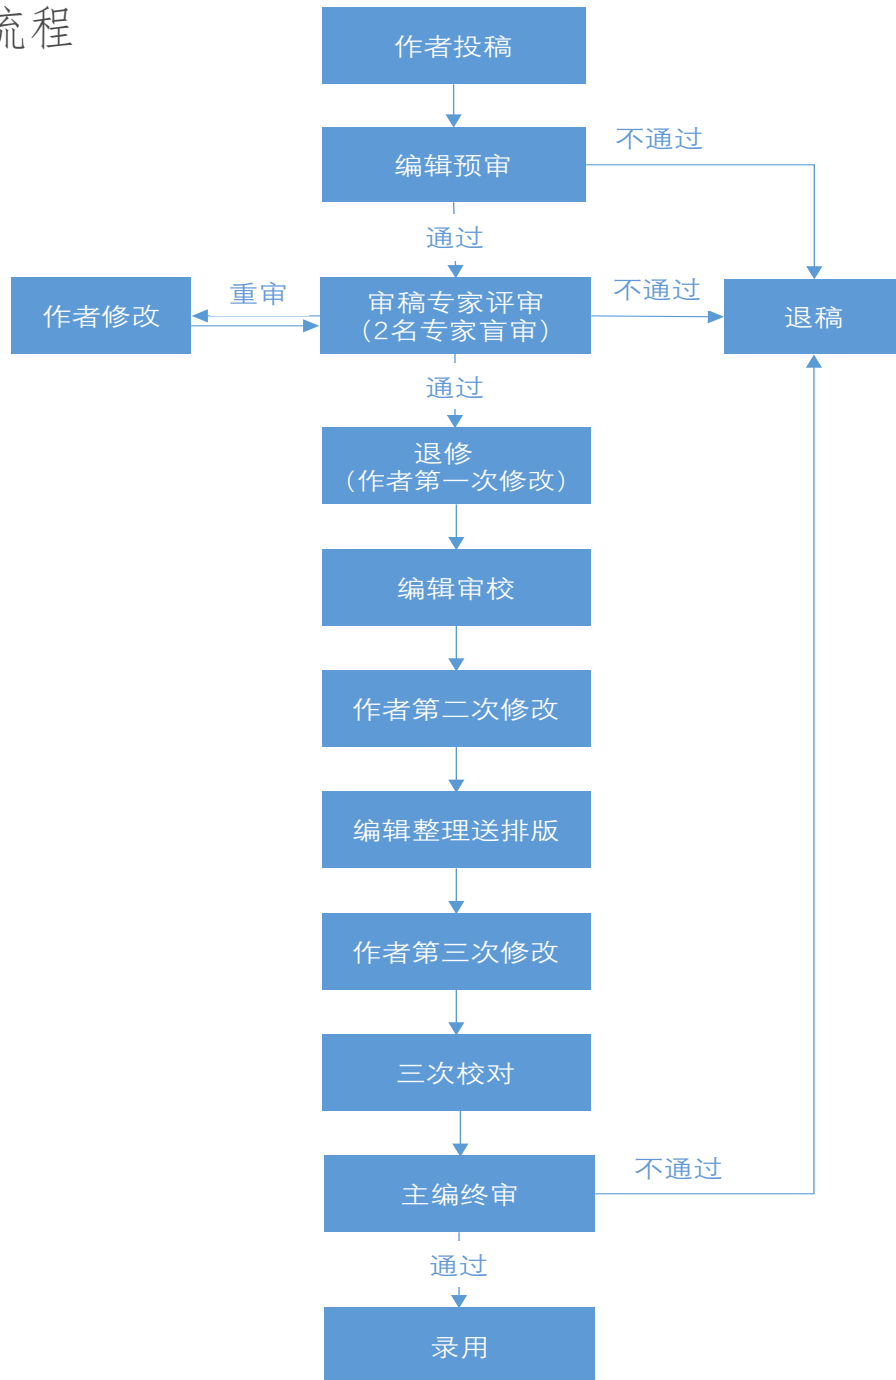 流程
作者投稿
编辑预审
不通过
通过
作者修改
重审
审稿专家评审
（2名专家盲审）
不通过
退稿
通过
退修
（作者第一次修改）
编辑审校
作者第二次修改
编辑整理送排版
作者第三次修改
三次校对
主编终审
不通过
通过
录用